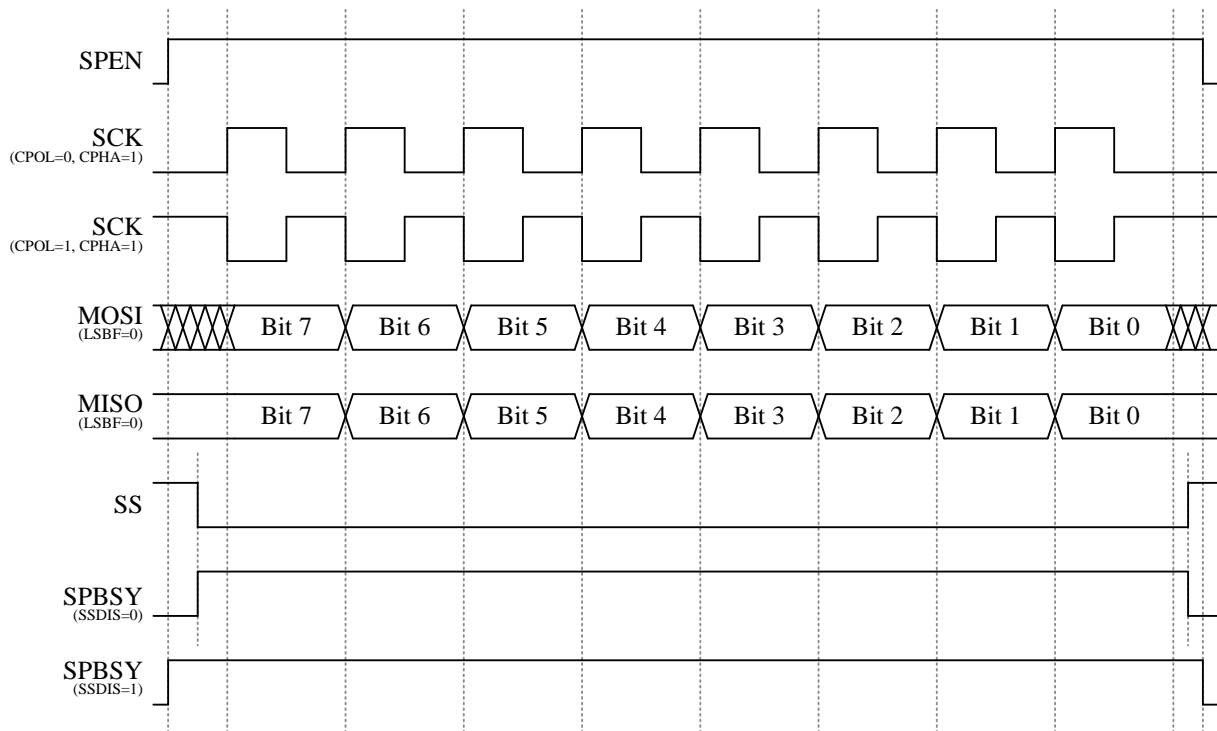 SPEN
SCK
(CPOL=0, CPHA=1)
SCK
(CPOL=1, CPHA=1)
MOSI
(LSBF=0)
Bit 7 Bit 6 Bit 5 Bit 4 Bit 3 Bit 2 Bit 1 Bit 0
MISO
(LSBF=0)
Bit 7 Bit 6 Bit 5 Bit 4 Bit 3 Bit 2 Bit 1 Bit 0
SS
SPBSY
(SSDIS=0)
SPBSY
(SSDIS=1)